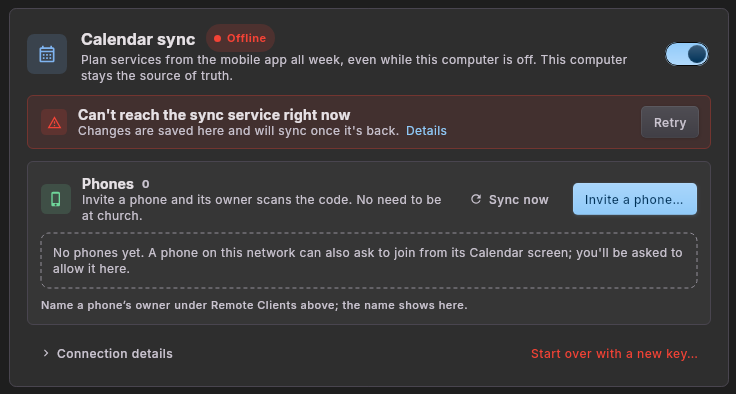 Calendar sync
Offline
Plan services from the mobile app all week, even while this computer is off. This computer
stays the source of truth.
Can't reach the sync service right now
Changes are saved here and will sync once it's back. Details
Retry
Phones 0
Invite a phone and its owner scans the code. No need to be
at church.
Sync now
Invite a phone...
No phones yet. A phone on this network can also ask to join from its Calendar screen; you'll be asked to
allow it here.
Name a phone’s owner under Remote Clients above; the name shows here.
Connection details
Start over with a new key...